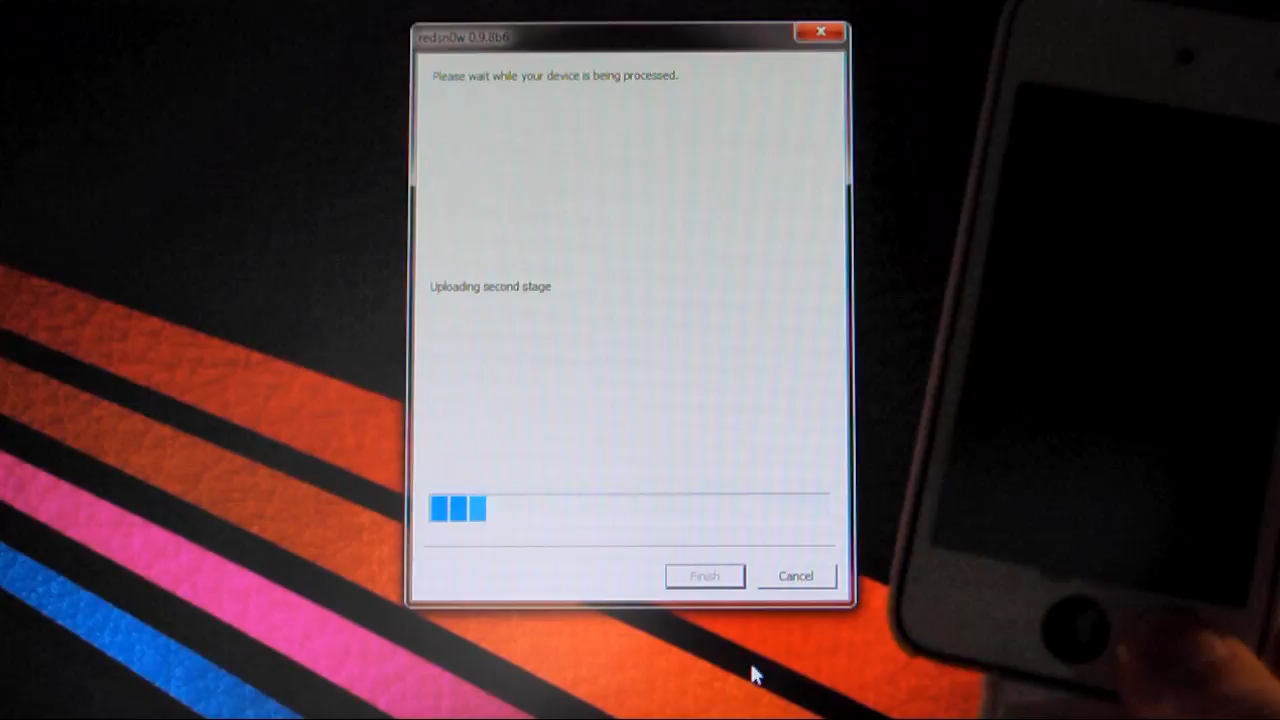 redsn0w 0.9.8b6
Please wait while your device is being processed.
Uploading second stage
Finish
Cancel